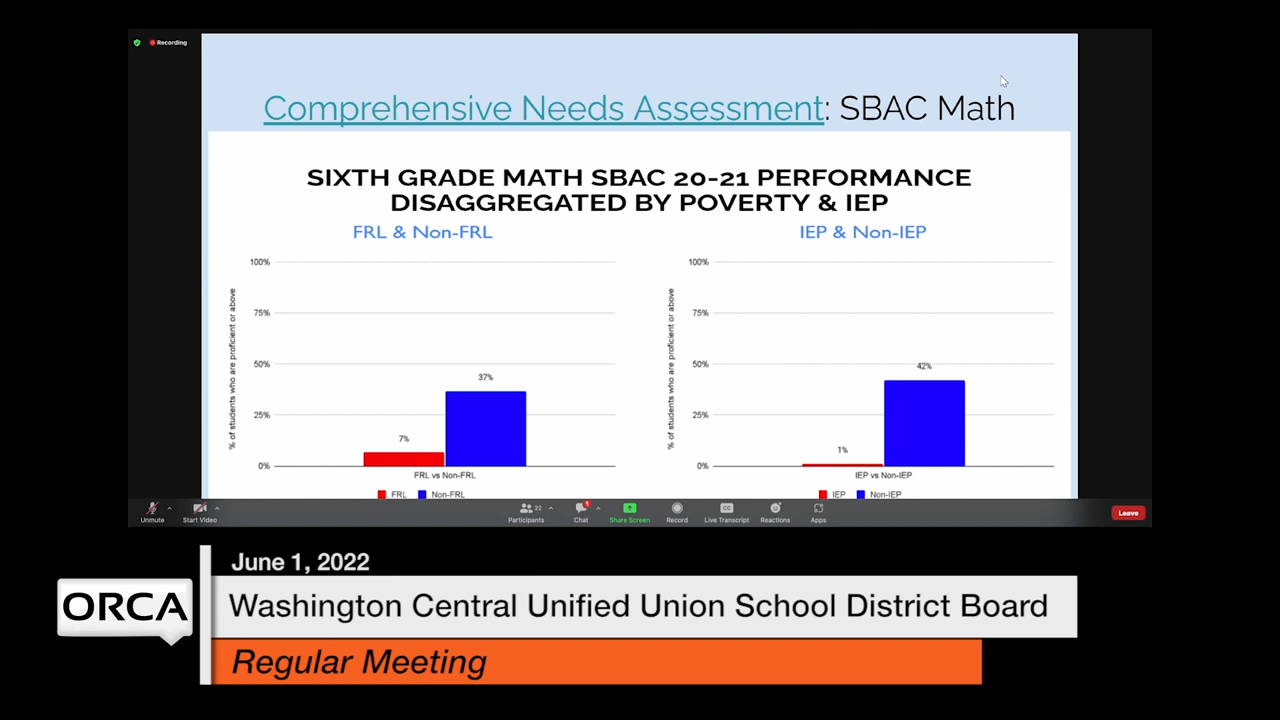 Recording
Comprehensive Needs Assessment: SBAC Math
SIXTH GRADE MATH SBAC 20-21 PERFORMANCE
DISAGGREGATED BY POVERTY & IEP
FRL & Non-FRL
% of students who are proficient or above
100%
75%
50%
25%
0%
7%
37%
FRL vs Non-FRL
FRL
Non-FRL
IEP & Non-IEP
% of students who are proficient or above
100%
75%
50%
25%
0%
1%
42%
IEP vs Non-IEP
IEP
Non-IEP
Unmute
Start Video
22
Participants
1
Chat
Share Screen
Record
CC
Live Transcript
Reactions
Apps
Leave
June 1, 2022
ORCA
Washington Central Unified Union School District Board
Regular Meeting